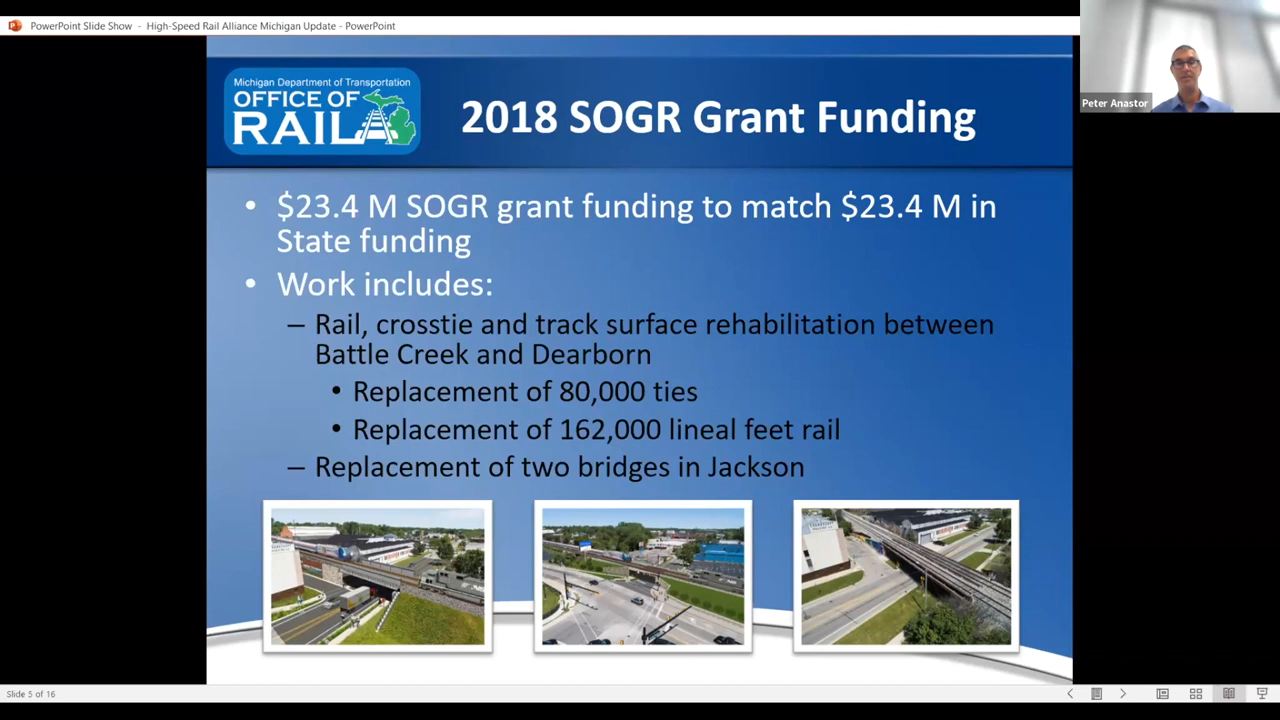 PowerPoint Slide Show - High-Speed Rail Alliance Michigan Update - PowerPoint
Peter Anastor
Michigan Department of Transportation
OFFICE OF
RAIL
2018 SOGR Grant Funding
• $23.4 M SOGR grant funding to match $23.4 M in
State funding
• Work includes:
– Rail, crosstie and track surface rehabilitation between
Battle Creek and Dearborn
• Replacement of 80,000 ties
• Replacement of 162,000 lineal feet rail
– Replacement of two bridges in Jackson
Slide 5 of 16